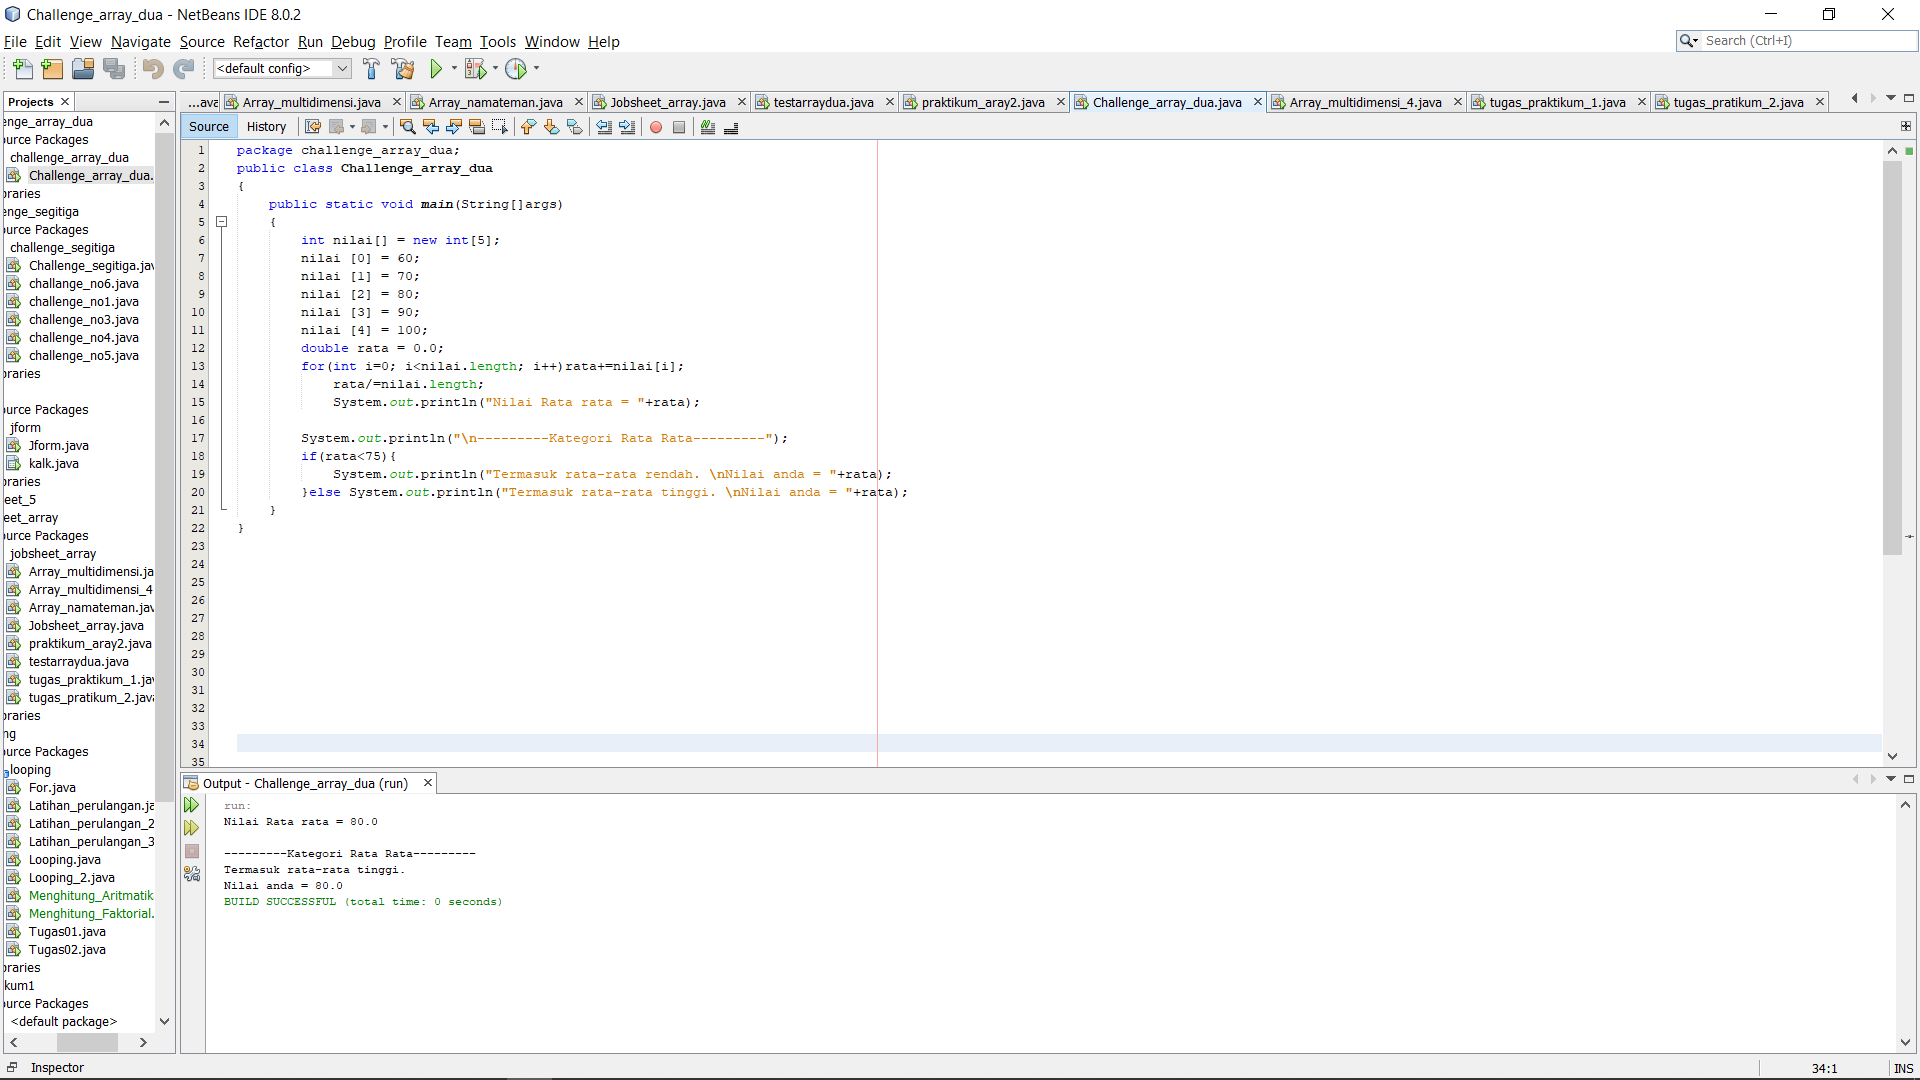 Challenge_array_dua - NetBeans IDE 8.0.2
File Edit View Navigate Source Refactor Run Debug Profile Team Tools Window Help
Search (Ctrl+I)
<default config>
Projects
...ava Array_multidimensi.java Array_namateman.java Jobsheet_array.java testarraydua.java praktikum_aray2.java Challenge_array_dua.java Array_multidimensi_4.java tugas_praktikum_1.java tugas_pratikum_2.java
Source History
enge_array_dua
ource Packages
challenge_array_dua
Challenge_array_dua.
oraries
enge_segitiga
ource Packages
challenge_segitiga
Challenge_segitiga.jav
challange_no6.java
challenge_no1.java
challenge_no3.java
challenge_no4.java
challenge_no5.java
oraries
ource Packages
jform
Jform.java
kalk.java
oraries
eet_5
eet_array
ource Packages
jobsheet_array
Array_multidimensi.ja
Array_multidimensi_4
Array_namateman.jav
Jobsheet_array.java
praktikum_aray2.java
testarraydua.java
tugas_praktikum_1.jav
tugas_pratikum_2.java
oraries
ng
ource Packages
looping
For.java
Latihan_perulangan.ja
Latihan_perulangan_2
Latihan_perulangan_3
Looping.java
Looping_2.java
Menghitung_Aritmatik
Menghitung_Faktorial.
Tugas01.java
Tugas02.java
oraries
kum1
ource Packages
<default package>
1 package challenge_array_dua;
2 public class Challenge_array_dua
3 {
4 public static void main(String[]args)
5 {
6 int nilai[] = new int[5];
7 nilai [0] = 60;
8 nilai [1] = 70;
9 nilai [2] = 80;
10 nilai [3] = 90;
11 nilai [4] = 100;
12 double rata = 0.0;
13 for(int i=0; i<nilai.length; i++)rata+=nilai[i];
14 rata/=nilai.length;
15 System.out.println("Nilai Rata rata = "+rata);
16
17 System.out.println("\n---------Kategori Rata Rata---------");
18 if(rata<75){
19 System.out.println("Termasuk rata-rata rendah. \nNilai anda = "+rata);
20 }else System.out.println("Termasuk rata-rata tinggi. \nNilai anda = "+rata);
21 }
22 }
23
24
25
26
27
28
29
30
31
32
33
34
35
Output - Challenge_array_dua (run)
run:
Nilai Rata rata = 80.0
---------Kategori Rata Rata---------
Termasuk rata-rata tinggi.
Nilai anda = 80.0
BUILD SUCCESSFUL (total time: 0 seconds)
Inspector
34:1 INS